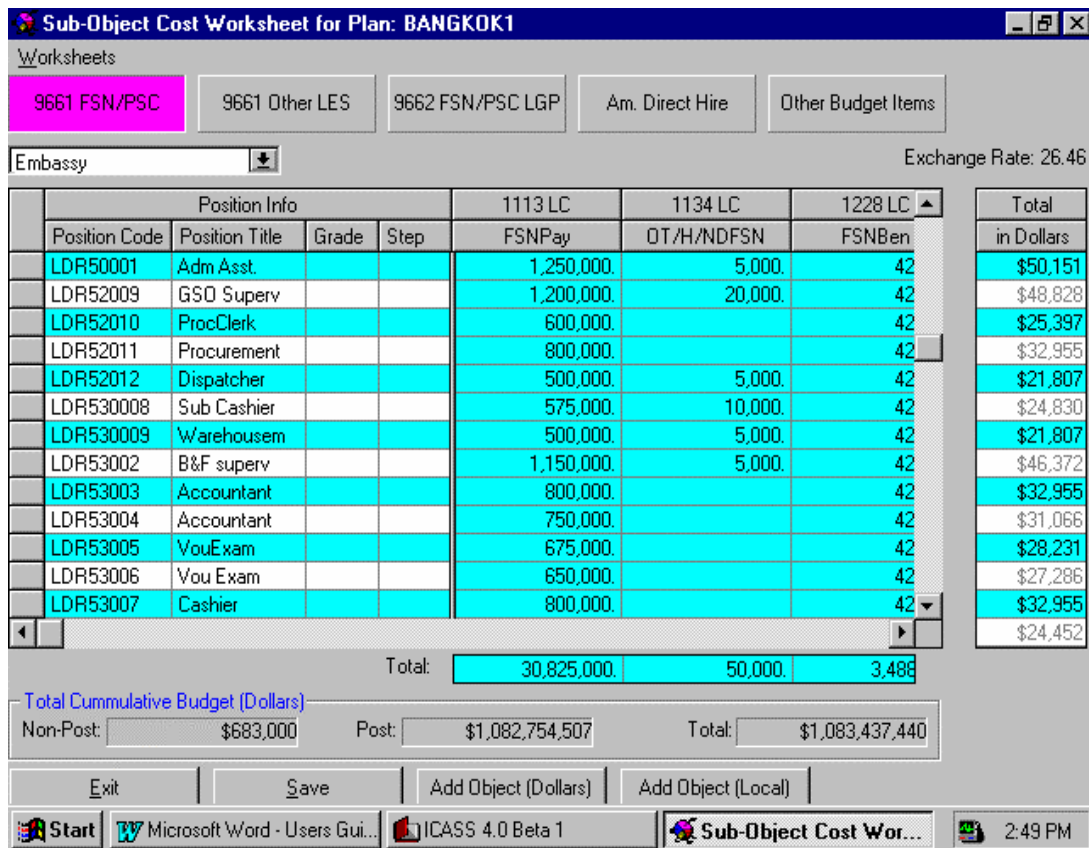 Sub-Object Cost Worksheet for Plan: BANGKOK1
Worksheets
9661 FSN/PSC 9661 Other LES 9662 FSN/PSC LGP Am. Direct Hire Other Budget Items
Embassy Exchange Rate: 26.46
Position Info 1113 LC 1134 LC 1228 LC Total
Position Code Position Title Grade Step FSNPay OT/H/NDFSN FSNBen in Dollars
LDR50001 Adm Asst. 1,250,000. 5,000. 42 $50,151
LDR52009 GSO Superv 1,200,000. 20,000. 42 $48,828
LDR52010 ProcClerk 600,000. 42 $25,397
LDR52011 Procurement 800,000. 42 $32,955
LDR52012 Dispatcher 500,000. 5,000. 42 $21,807
LDR530008 Sub Cashier 575,000. 10,000. 42 $24,830
LDR530009 Warehousem 500,000. 5,000. 42 $21,807
LDR53002 B&F superv 1,150,000. 5,000. 42 $46,372
LDR53003 Accountant 800,000. 42 $32,955
LDR53004 Accountant 750,000. 42 $31,066
LDR53005 VouExam 675,000. 42 $28,231
LDR53006 Vou Exam 650,000. 42 $27,286
LDR53007 Cashier 800,000. 42 $32,955
$24,452
Total: 30,825,000. 50,000. 3,488
Total Cummulative Budget (Dollars)
Non-Post: $683,000 Post: $1,082,754,507 Total: $1,083,437,440
Exit Save Add Object (Dollars) Add Object (Local)
Start Microsoft Word - Users Gui... ICASS 4.0 Beta 1 Sub-Object Cost Wor... 2:49 PM